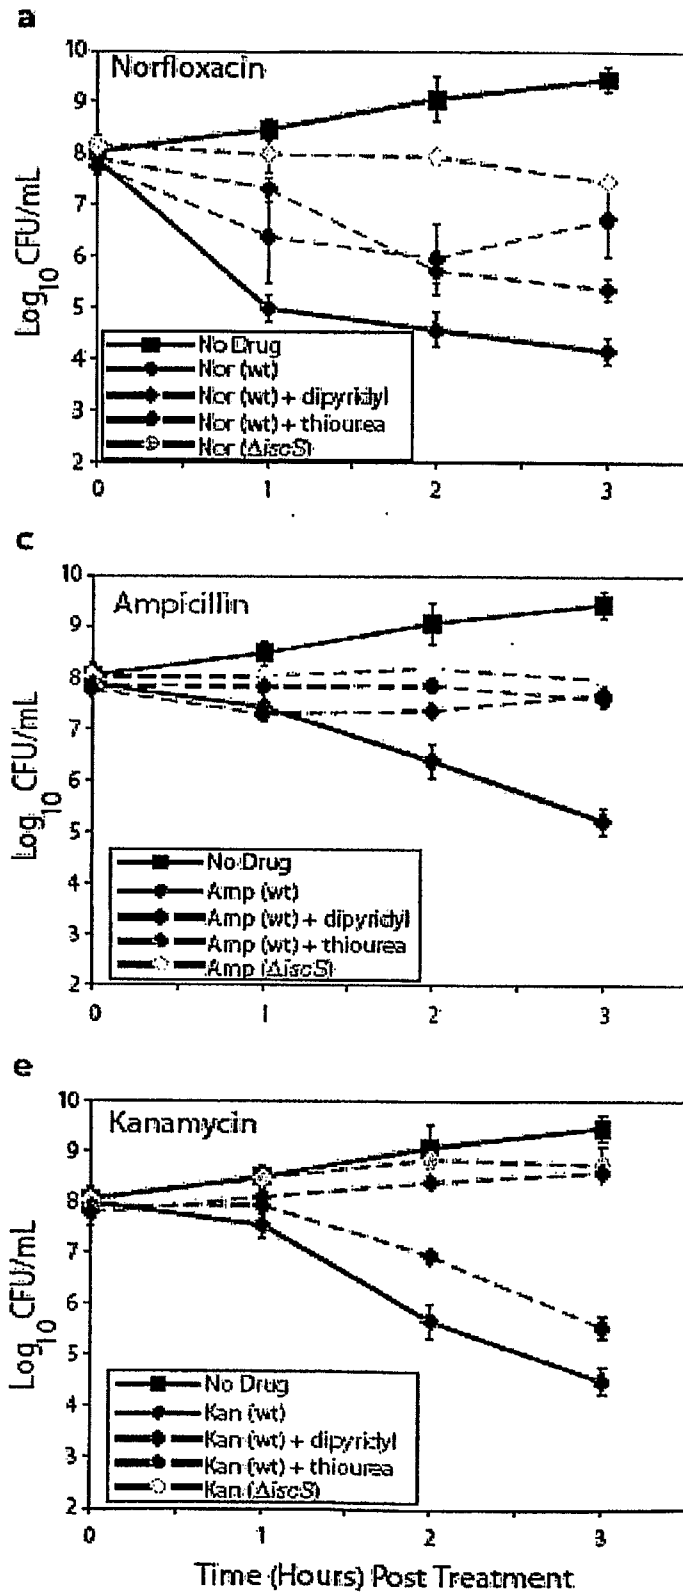 a
10
Norfloxacin
9
8
7
6
5
4
3
2
Log10 CFU/mL
No Drug
Nor (wt)
Nor (wt) + dipyridyl
Nor (wt) + thiourea
Nor (ΔiscS)
0 1 2 3
c
10
Ampicillin
9
8
7
6
5
4
3
2
Log10 CFU/mL
No Drug
Amp (wt)
Amp (wt) + dipyridyl
Amp (wt) + thiourea
Amp (ΔiscS)
0 1 2 3
e
10
Kanamycin
9
8
7
6
5
4
3
2
Log10 CFU/mL
No Drug
Kan (wt)
Kan (wt) + dipyridyl
Kan (wt) + thiourea
Kan (ΔiscS)
0 1 2 3
Time (Hours) Post Treatment